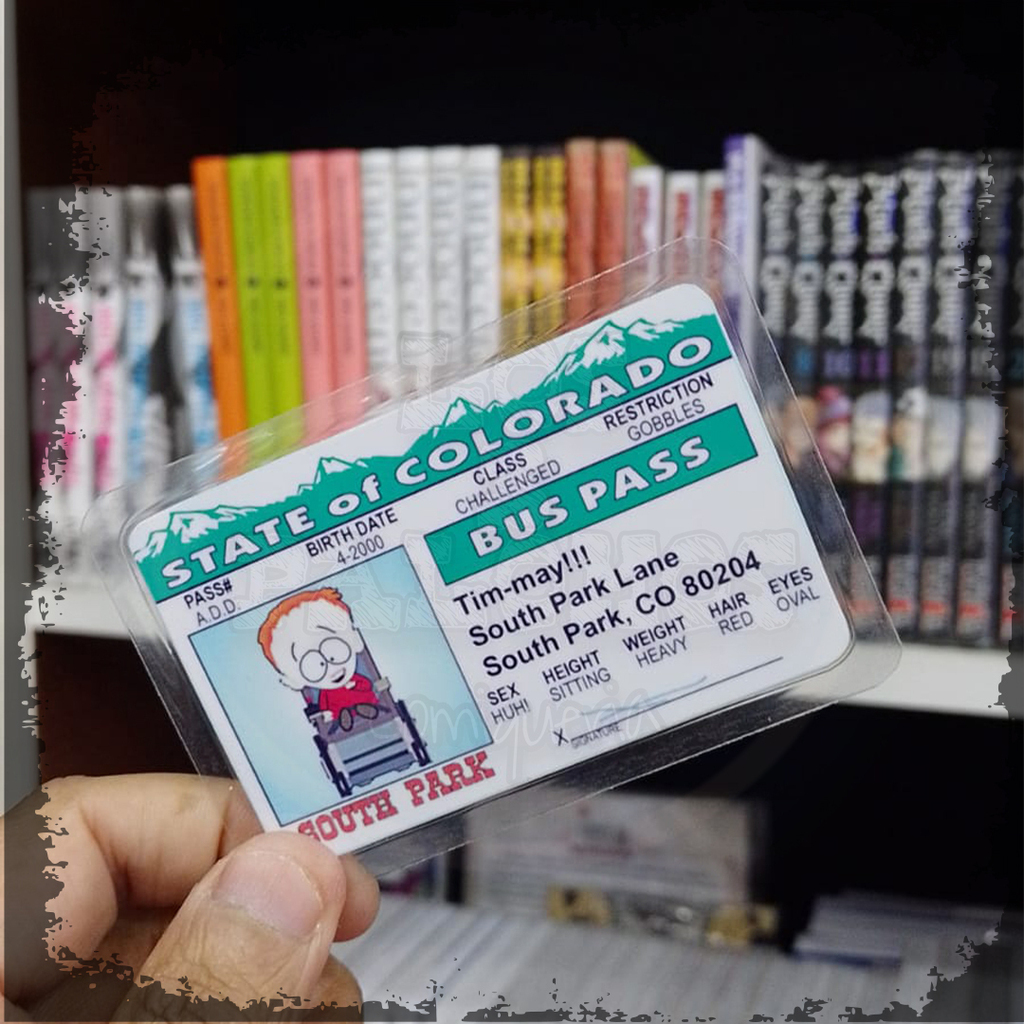 STATE of COLORADO
PASS#
A.D.D.
BIRTH DATE
4-2000
CLASS
CHALLENGED
RESTRICTION
GOBBLES
BUS PASS
Tim-may!!!
South Park Lane
South Park, CO 80204
SEX
HUH!
HEIGHT
SITTING
WEIGHT
HEAVY
HAIR
RED
EYES
OVAL
X
SIGNATURE
SOUTH PARK